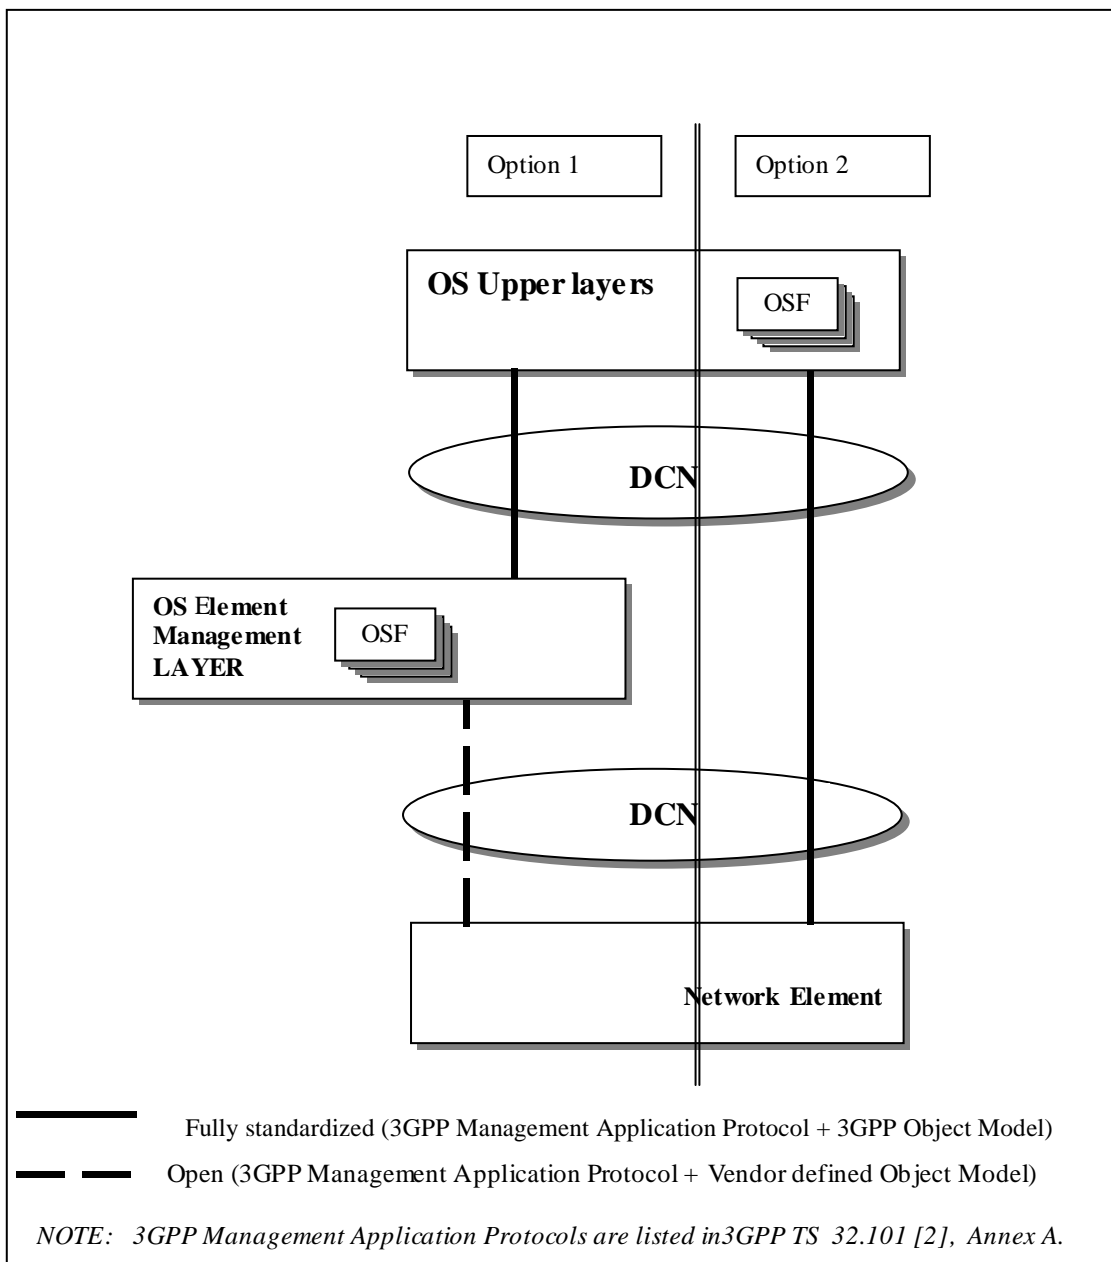 Option 1
Option 2
OS Upper layers
OSF
DCN
OS Element
Management
LAYER
OSF
DCN
Network Element
Fully standardized (3GPP Management Application Protocol + 3GPP Object Model)
Open (3GPP Management Application Protocol + Vendor defined Object Model)
NOTE: 3GPP Management Application Protocols are listed in3GPP TS 32.101 [2], Annex A.